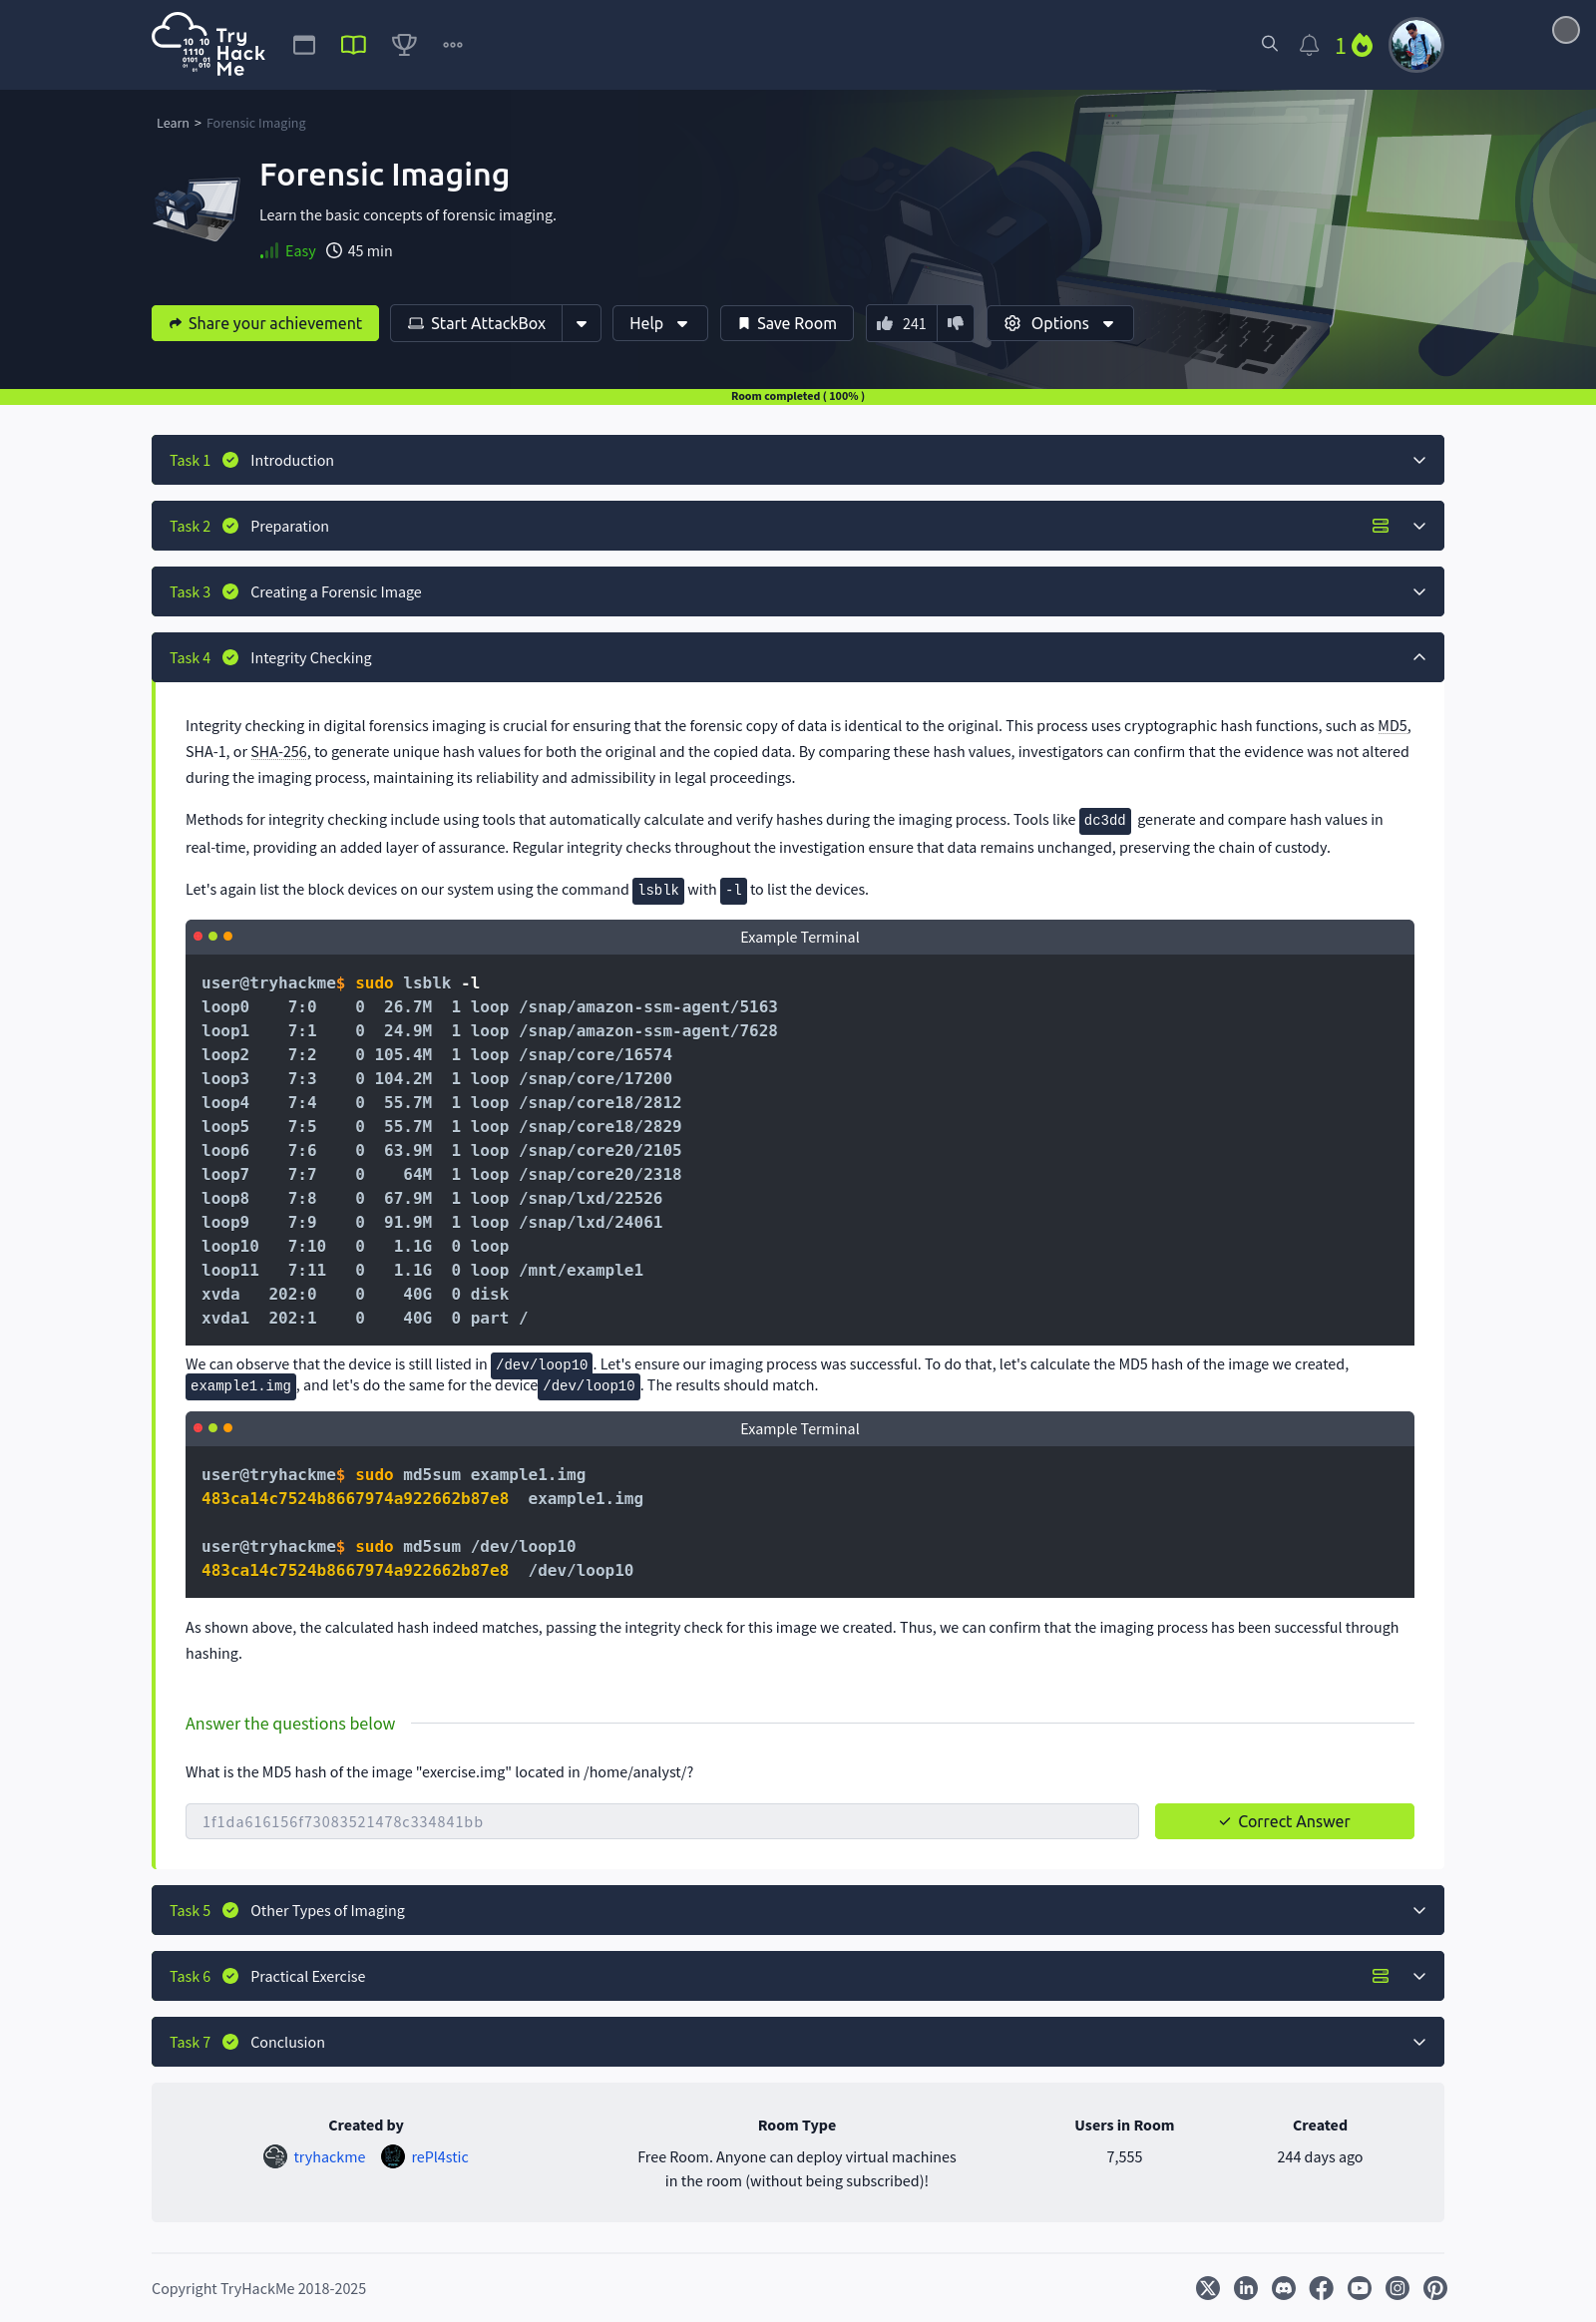 Try
Hack
Me
1
Learn > Forensic Imaging
Forensic Imaging
Learn the basic concepts of forensic imaging.
Easy 45 min
Share your achievement Start AttackBox Help Save Room 241 Options
Room completed ( 100% )
Task 1 Introduction
Task 2 Preparation
Task 3 Creating a Forensic Image
Task 4 Integrity Checking
Integrity checking in digital forensics imaging is crucial for ensuring that the forensic copy of data is identical to the original. This process uses cryptographic hash functions, such as MD5,
SHA-1, or SHA-256, to generate unique hash values for both the original and the copied data. By comparing these hash values, investigators can confirm that the evidence was not altered
during the imaging process, maintaining its reliability and admissibility in legal proceedings.
Methods for integrity checking include using tools that automatically calculate and verify hashes during the imaging process. Tools like dc3dd generate and compare hash values in
real-time, providing an added layer of assurance. Regular integrity checks throughout the investigation ensure that data remains unchanged, preserving the chain of custody.
Let's again list the block devices on our system using the command lsblk with -l to list the devices.
Example Terminal
user@tryhackme$ sudo lsblk -l
loop0    7:0    0  26.7M  1 loop /snap/amazon-ssm-agent/5163
loop1    7:1    0  24.9M  1 loop /snap/amazon-ssm-agent/7628
loop2    7:2    0 105.4M  1 loop /snap/core/16574
loop3    7:3    0 104.2M  1 loop /snap/core/17200
loop4    7:4    0  55.7M  1 loop /snap/core18/2812
loop5    7:5    0  55.7M  1 loop /snap/core18/2829
loop6    7:6    0  63.9M  1 loop /snap/core20/2105
loop7    7:7    0    64M  1 loop /snap/core20/2318
loop8    7:8    0  67.9M  1 loop /snap/lxd/22526
loop9    7:9    0  91.9M  1 loop /snap/lxd/24061
loop10   7:10   0   1.1G  0 loop
loop11   7:11   0   1.1G  0 loop /mnt/example1
xvda   202:0    0    40G  0 disk
xvda1  202:1    0    40G  0 part /
We can observe that the device is still listed in /dev/loop10. Let's ensure our imaging process was successful. To do that, let's calculate the MD5 hash of the image we created,
example1.img, and let's do the same for the device /dev/loop10. The results should match.
Example Terminal
user@tryhackme$ sudo md5sum example1.img
483ca14c7524b8667974a922662b87e8  example1.img
user@tryhackme$ sudo md5sum /dev/loop10
483ca14c7524b8667974a922662b87e8  /dev/loop10
As shown above, the calculated hash indeed matches, passing the integrity check for this image we created. Thus, we can confirm that the imaging process has been successful through
hashing.
Answer the questions below
What is the MD5 hash of the image "exercise.img" located in /home/analyst/?
1f1da616156f73083521478c334841bb Correct Answer
Task 5 Other Types of Imaging
Task 6 Practical Exercise
Task 7 Conclusion
Created by Room Type Users in Room Created
tryhackme rePl4stic Free Room. Anyone can deploy virtual machines 7,555 244 days ago
in the room (without being subscribed)!
Copyright TryHackMe 2018-2025